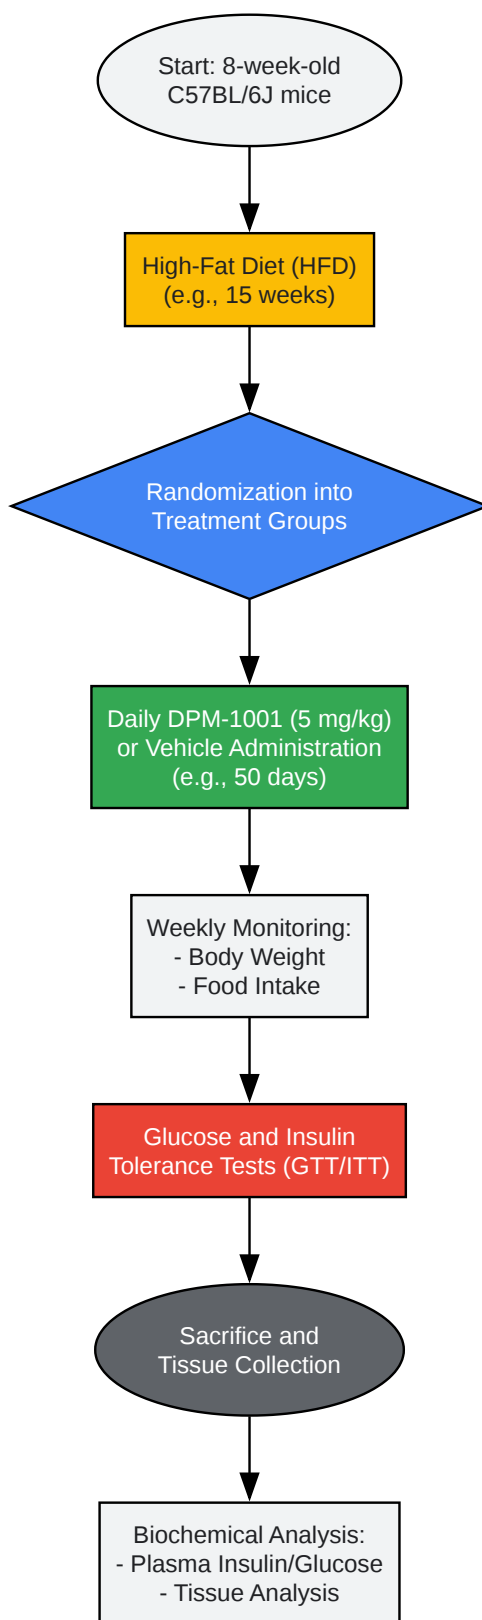 Start: 8-week-old
C57BL/6J mice
High-Fat Diet (HFD)
(e.g., 15 weeks)
Randomization into
Treatment Groups
Daily DPM-1001 (5 mg/kg)
or Vehicle Administration
(e.g., 50 days)
Weekly Monitoring:
- Body Weight
- Food Intake
Glucose and Insulin
Tolerance Tests (GTT/ITT)
Sacrifice and
Tissue Collection
Biochemical Analysis:
- Plasma Insulin/Glucose
- Tissue Analysis